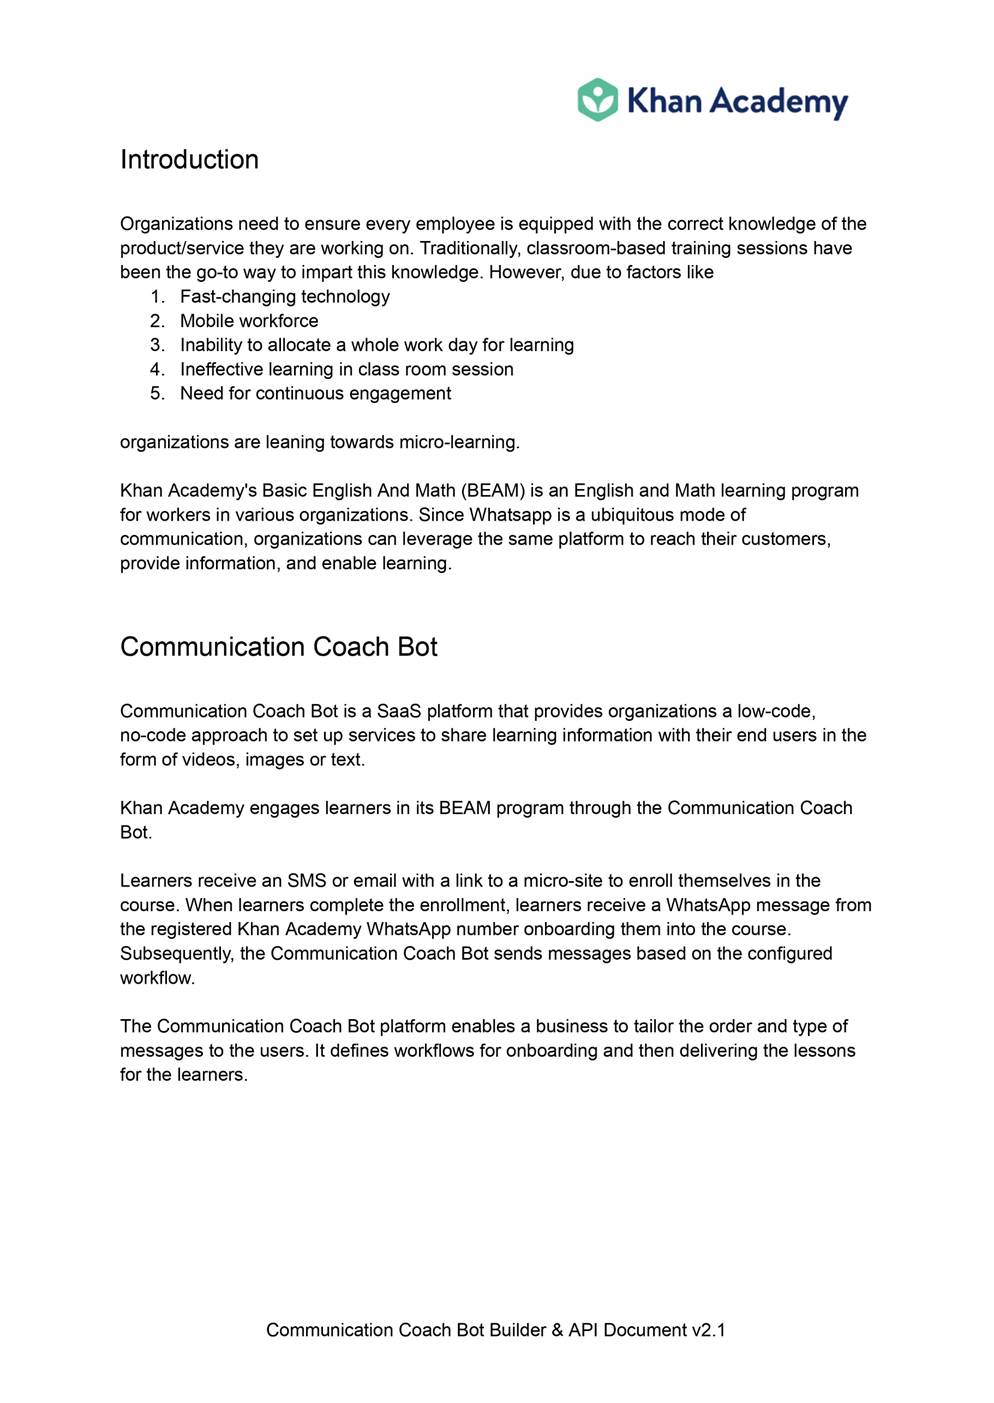 Khan Academy
Introduction
Organizations need to ensure every employee is equipped with the correct knowledge of the
product/service they are working on. Traditionally, classroom-based training sessions have
been the go-to way to impart this knowledge. However, due to factors like
1. Fast-changing technology
2. Mobile workforce
3. Inability to allocate a whole work day for learning
4. Ineffective learning in class room session
5. Need for continuous engagement
organizations are leaning towards micro-learning.
Khan Academy's Basic English And Math (BEAM) is an English and Math learning program
for workers in various organizations. Since Whatsapp is a ubiquitous mode of
communication, organizations can leverage the same platform to reach their customers,
provide information, and enable learning.
Communication Coach Bot
Communication Coach Bot is a SaaS platform that provides organizations a low-code,
no-code approach to set up services to share learning information with their end users in the
form of videos, images or text.
Khan Academy engages learners in its BEAM program through the Communication Coach
Bot.
Learners receive an SMS or email with a link to a micro-site to enroll themselves in the
course. When learners complete the enrollment, learners receive a WhatsApp message from
the registered Khan Academy WhatsApp number onboarding them into the course.
Subsequently, the Communication Coach Bot sends messages based on the configured
workflow.
The Communication Coach Bot platform enables a business to tailor the order and type of
messages to the users. It defines workflows for onboarding and then delivering the lessons
for the learners.
Communication Coach Bot Builder & API Document v2.1